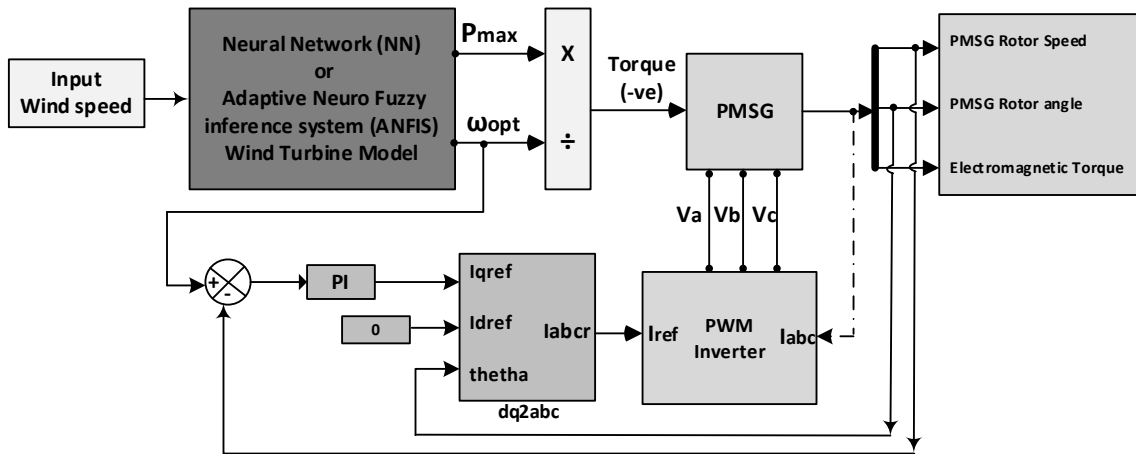 Input
Wind speed
Neural Network (NN)
or
Adaptive Neuro Fuzzy
inference system (ANFIS)
Wind Turbine Model
Pmax
ωopt
X
÷
Torque
(-ve)
PMSG
PMSG Rotor Speed
PMSG Rotor angle
Electromagnetic Torque
Va
Vb
Vc
+
-
PI
0
Iqref
Idref
thetha
Iabcr
dq2abc
Iref
PWM
Inverter
Iabc